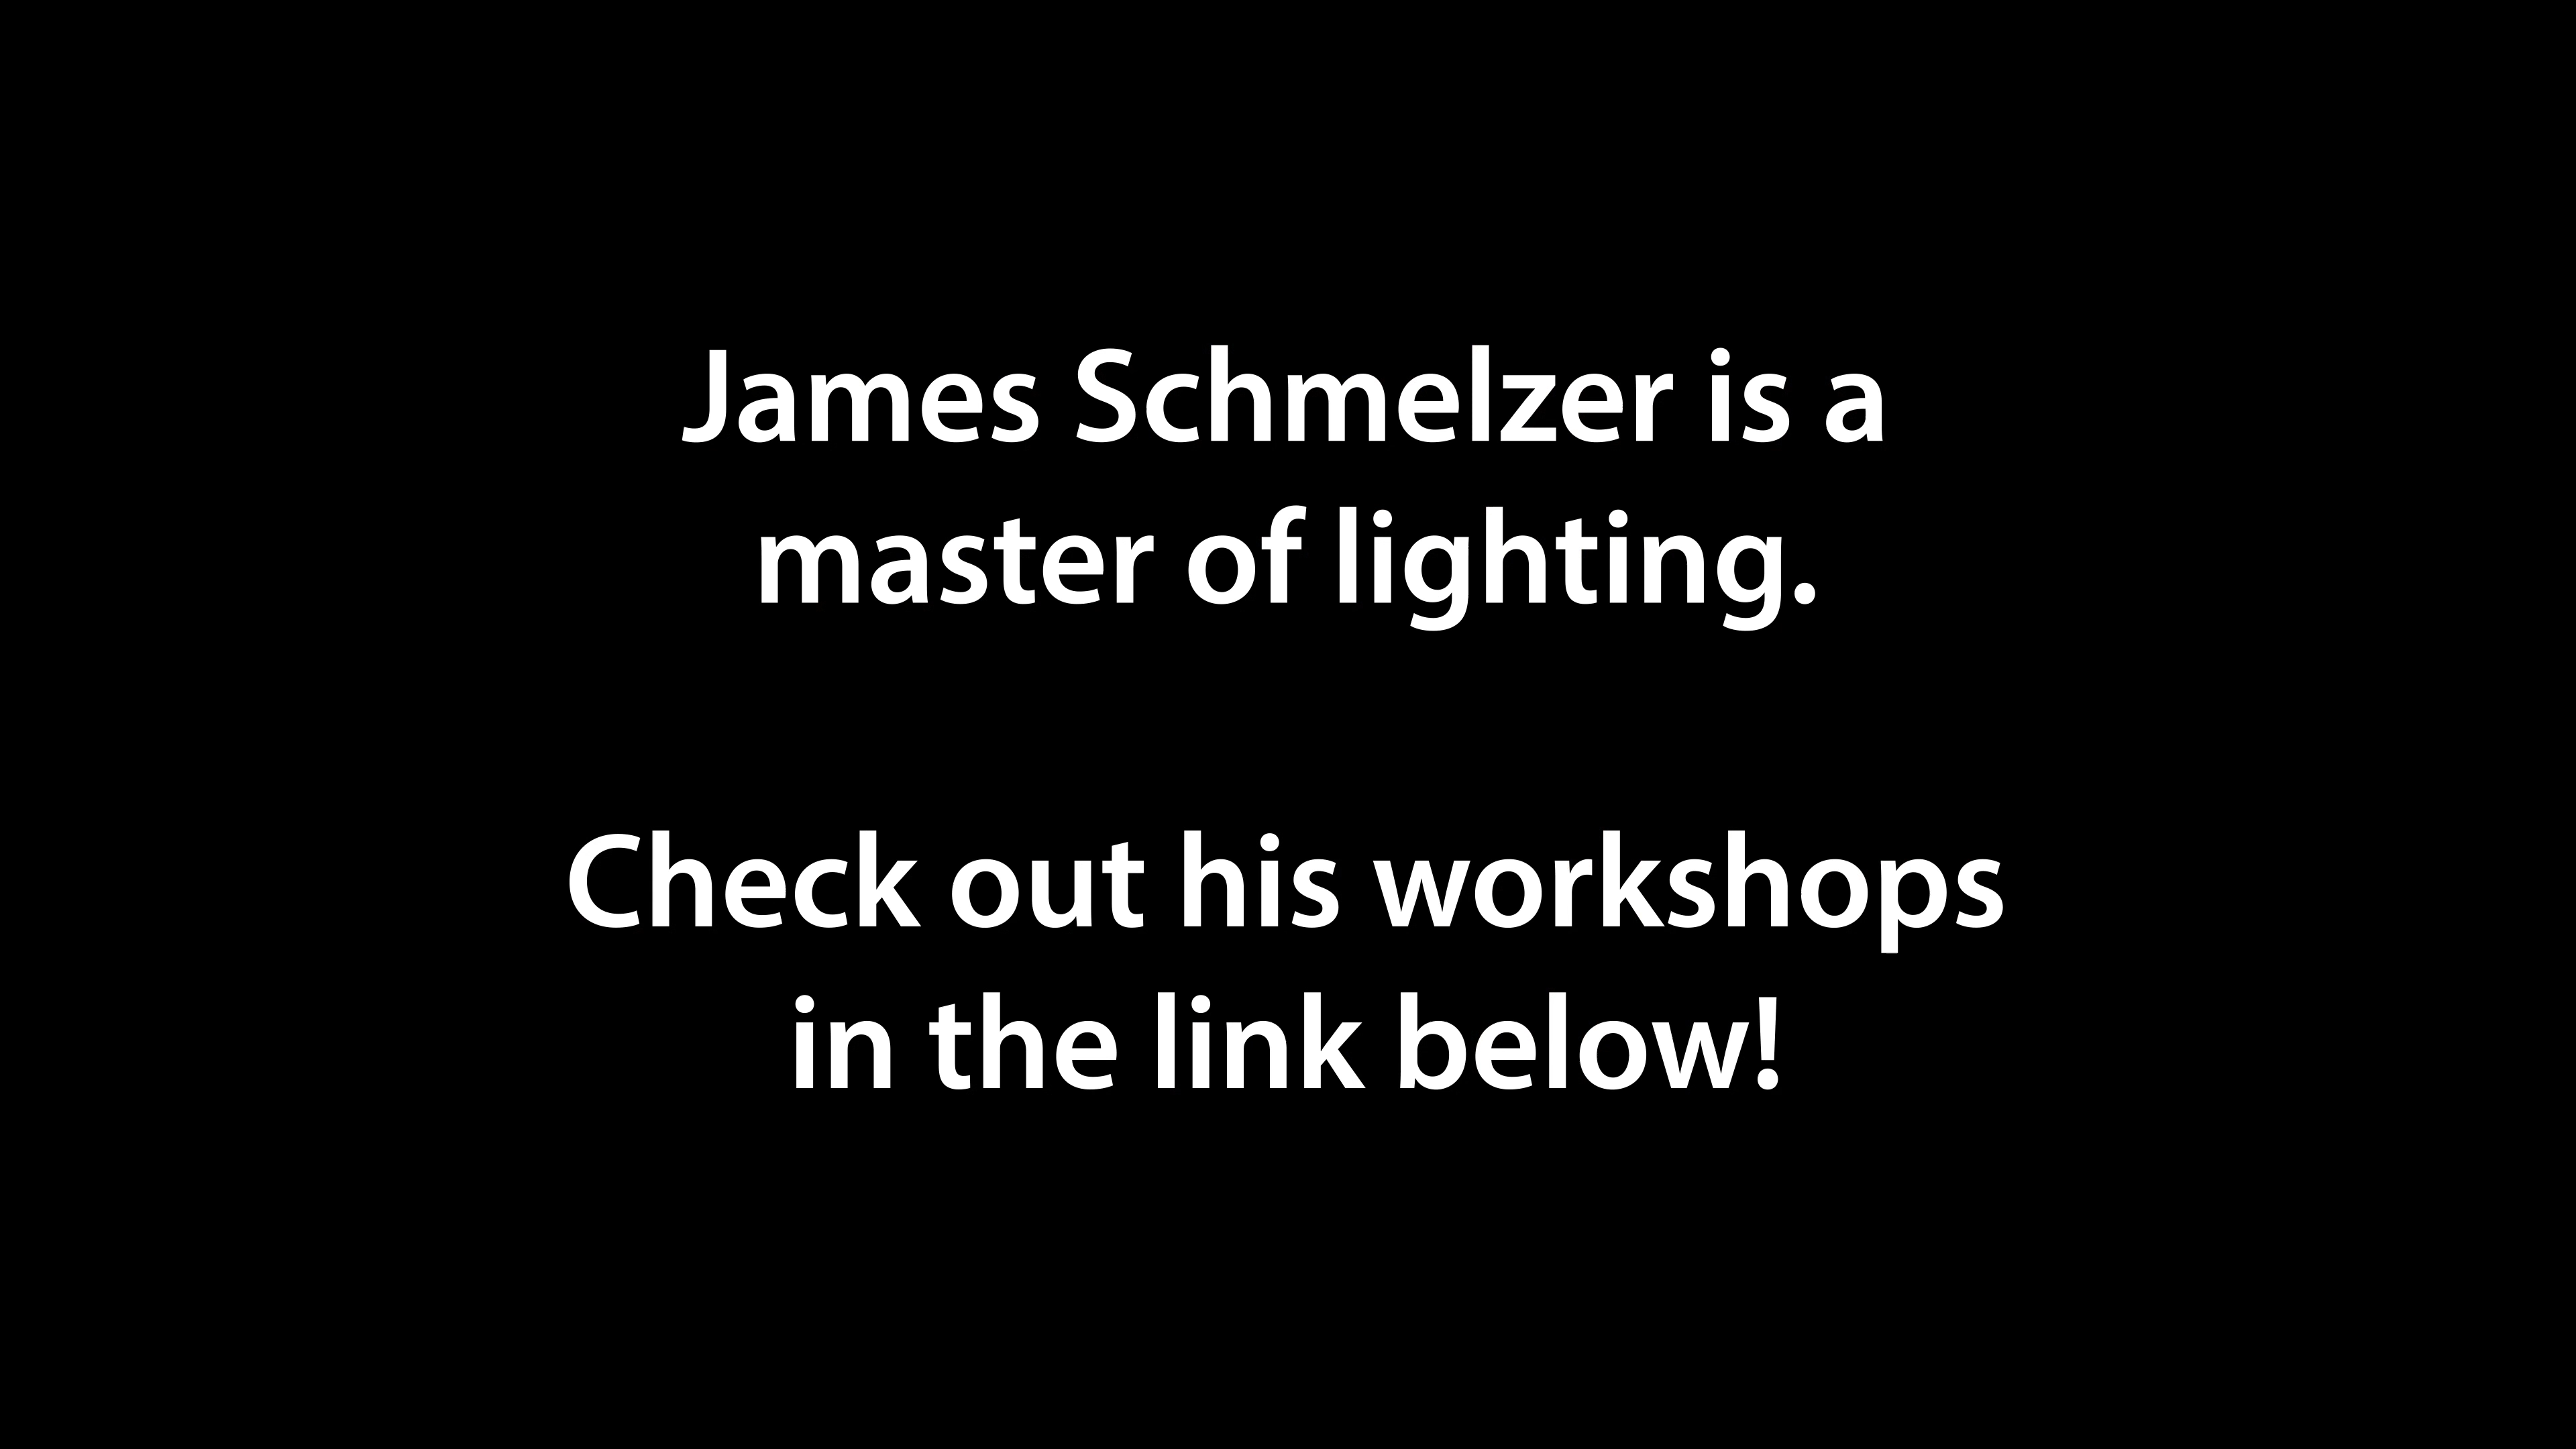 James Schmelzer is a
master of lighting.
Check out his workshops
in the link below!